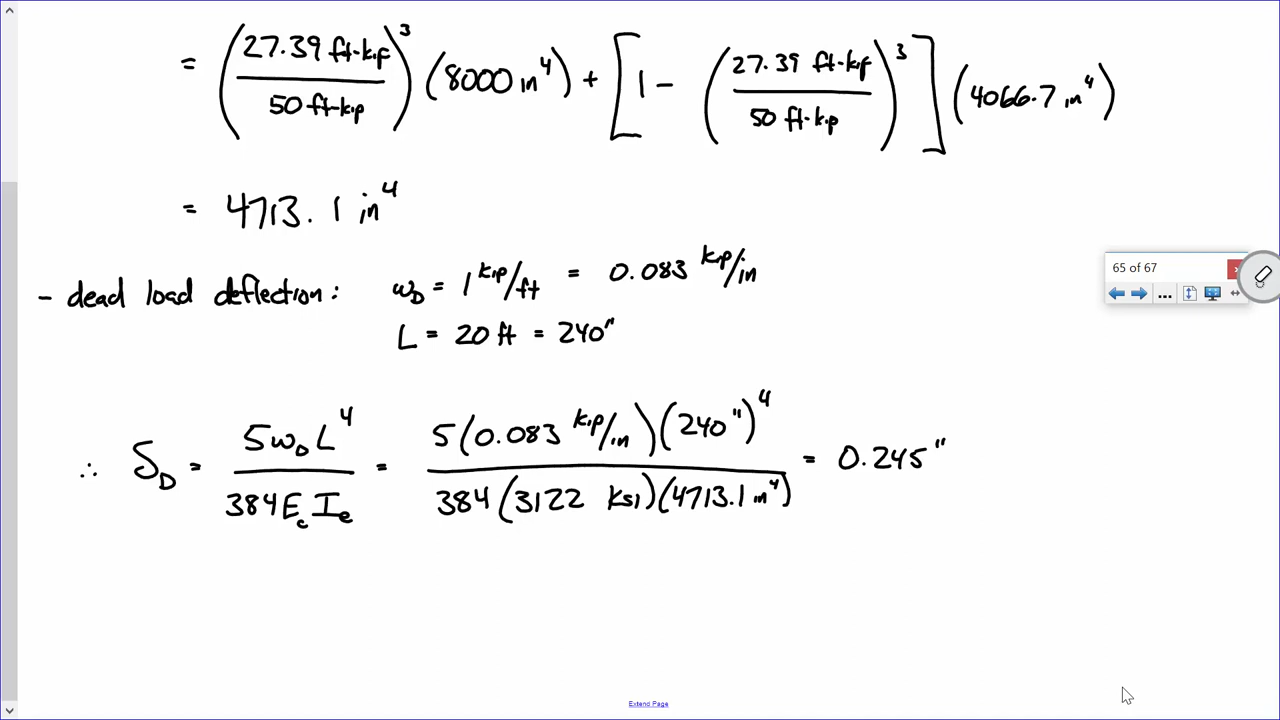 = (27.39 ft·kip / 50 ft·kip)³ (8000 in⁴) + [1 - (27.39 ft·kip / 50 ft·kip)³] (4066.7 in⁴)
= 4713.1 in⁴
- dead load deflection: w_D = 1 kip/ft = 0.083 kip/in
L = 20 ft = 240"
∴ δ_D = 5w_D L⁴ / 384E_c I_e = 5(0.083 kip/in)(240")⁴ / 384(3122 ksi)(4713.1 in⁴) = 0.245"
65 of 67
...
Extend Page